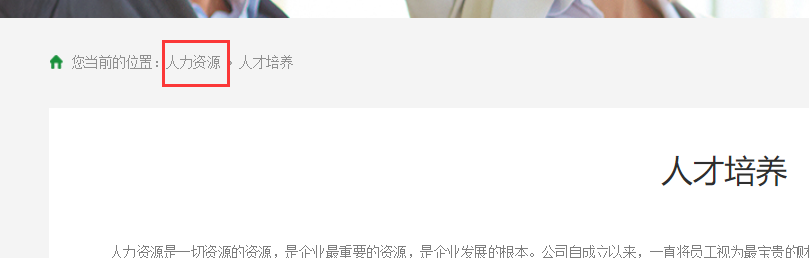 您当前的位置：人力资源 › 人才培养
人才培养
人力资源是一切资源的资源，是企业最重要的资源，是企业发展的根本。公司自成立以来，一直将员工视为最宝贵的财